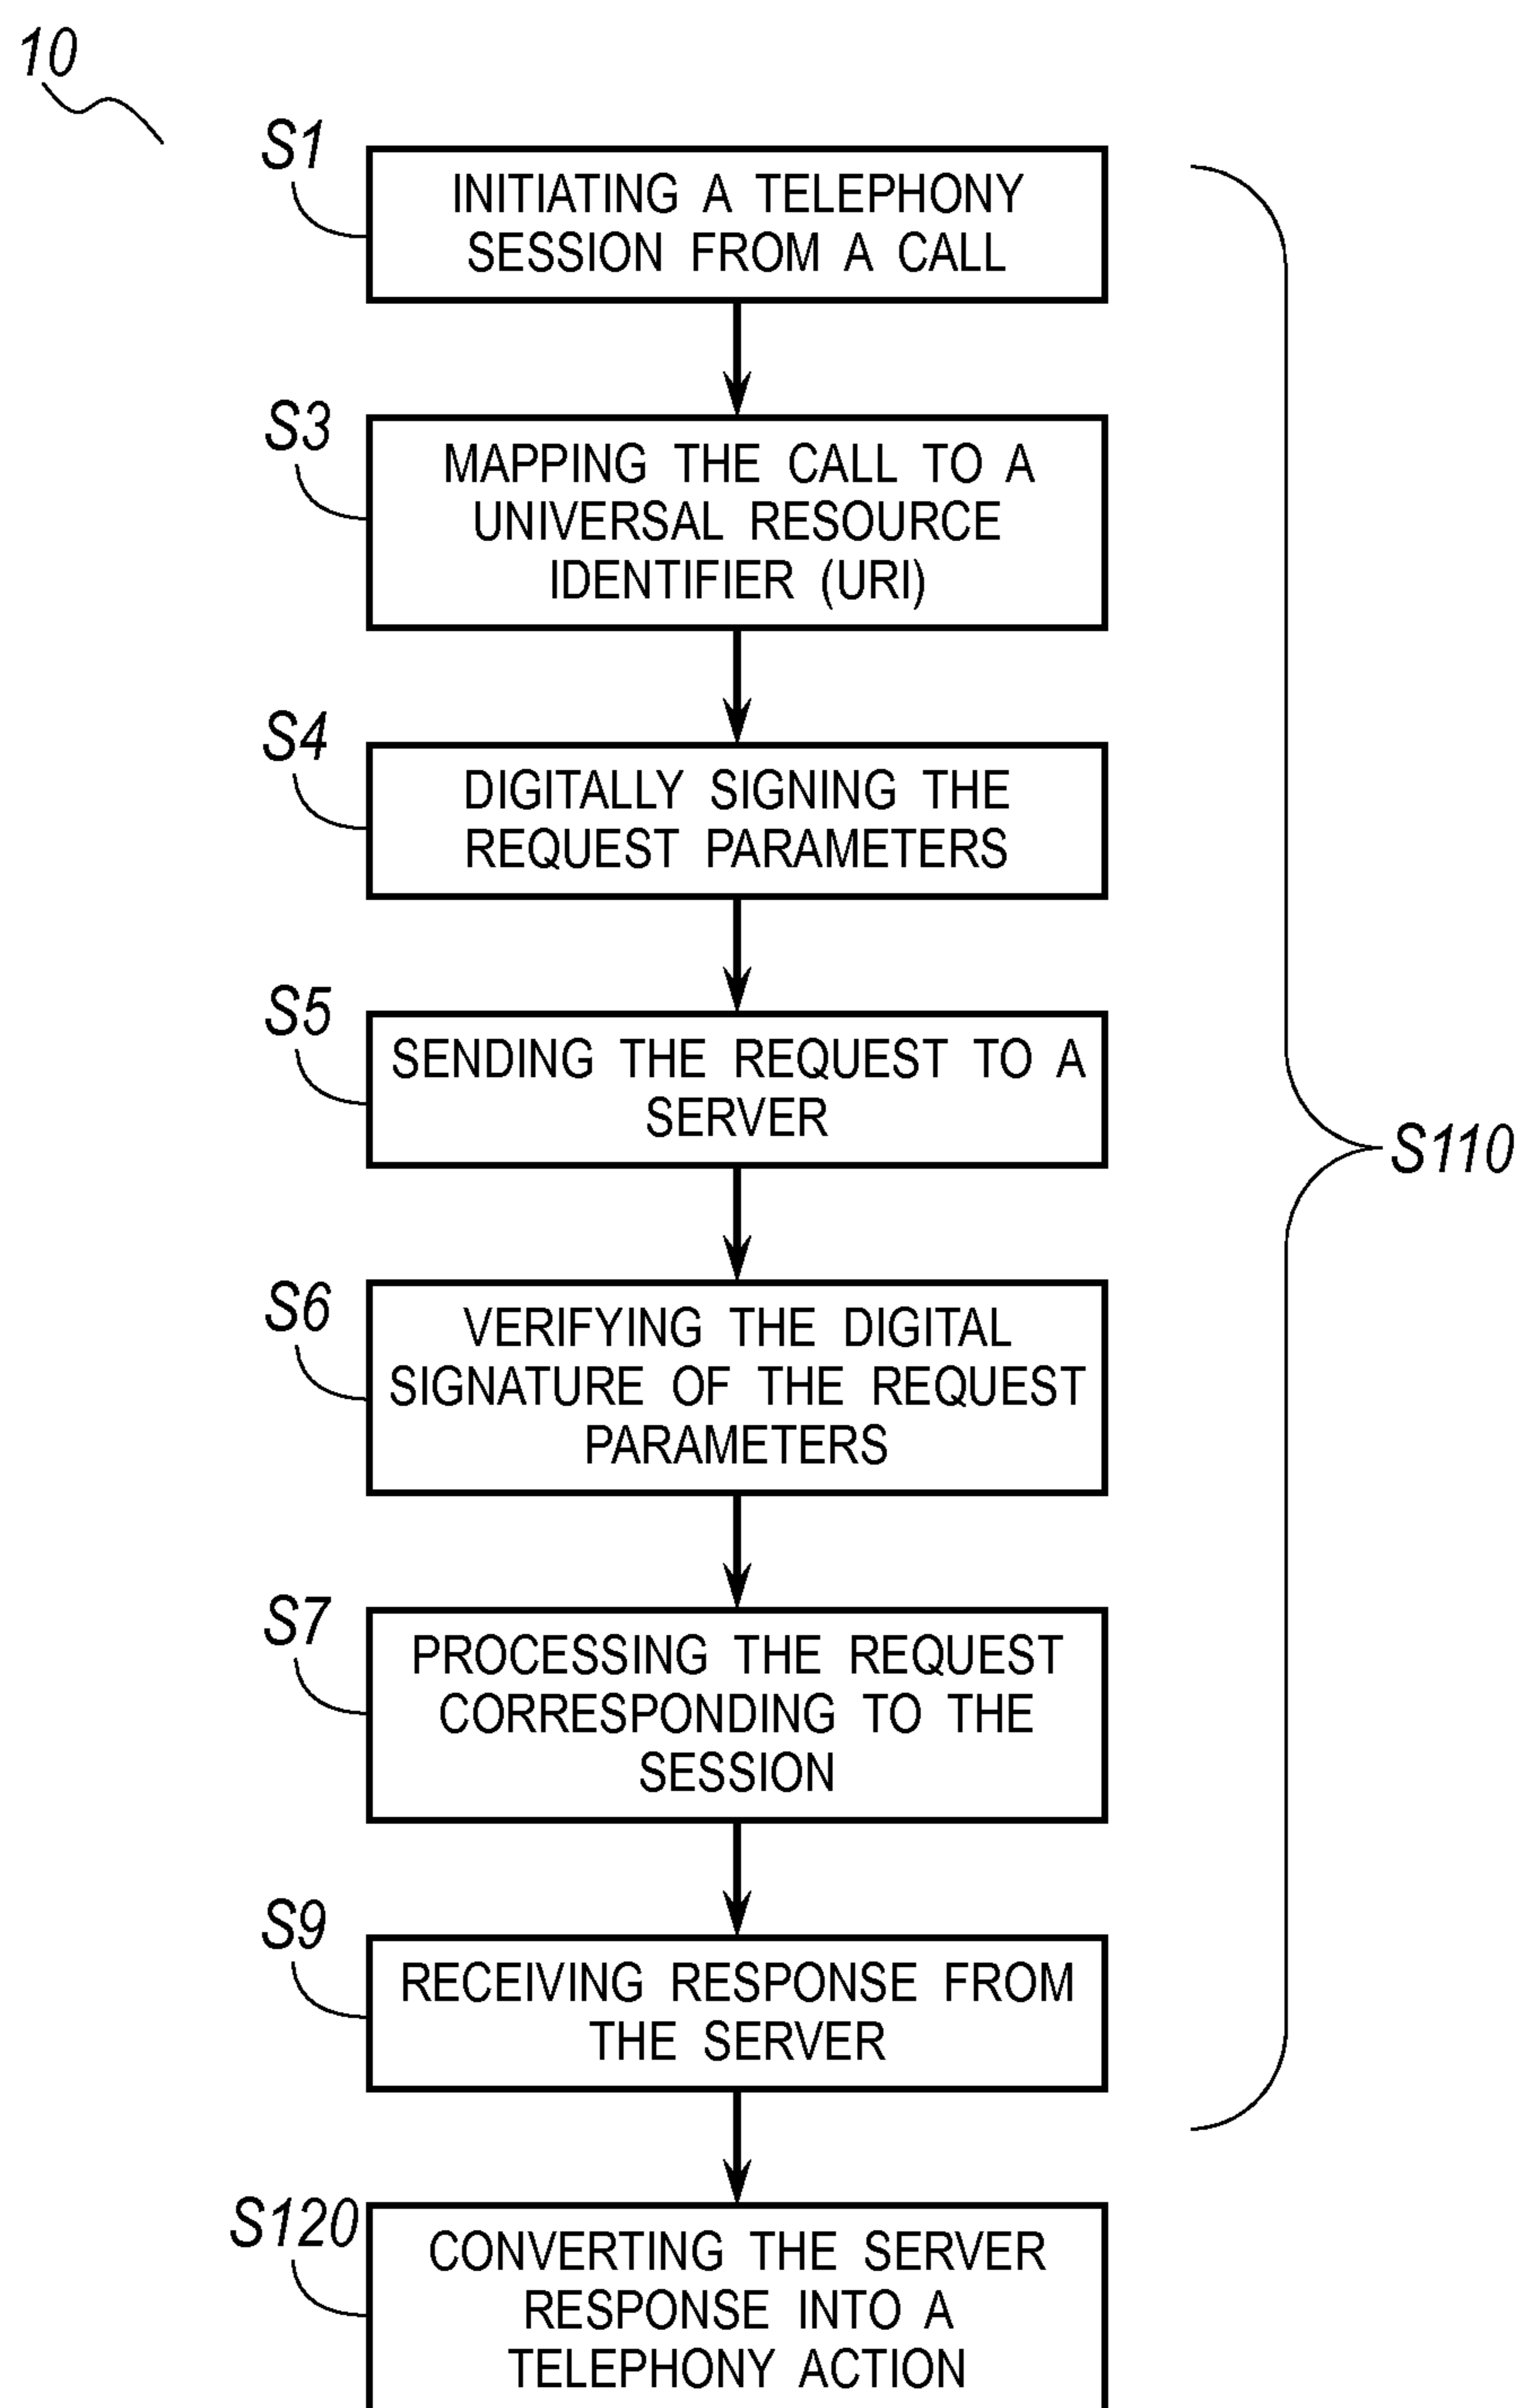 10
S1
INITIATING A TELEPHONY
SESSION FROM A CALL
S3
MAPPING THE CALL TO A
UNIVERSAL RESOURCE
IDENTIFIER (URI)
S4
DIGITALLY SIGNING THE
REQUEST PARAMETERS
S5
SENDING THE REQUEST TO A
SERVER
S110
S6
VERIFYING THE DIGITAL
SIGNATURE OF THE REQUEST
PARAMETERS
S7
PROCESSING THE REQUEST
CORRESPONDING TO THE
SESSION
S9
RECEIVING RESPONSE FROM
THE SERVER
S120
CONVERTING THE SERVER
RESPONSE INTO A
TELEPHONY ACTION